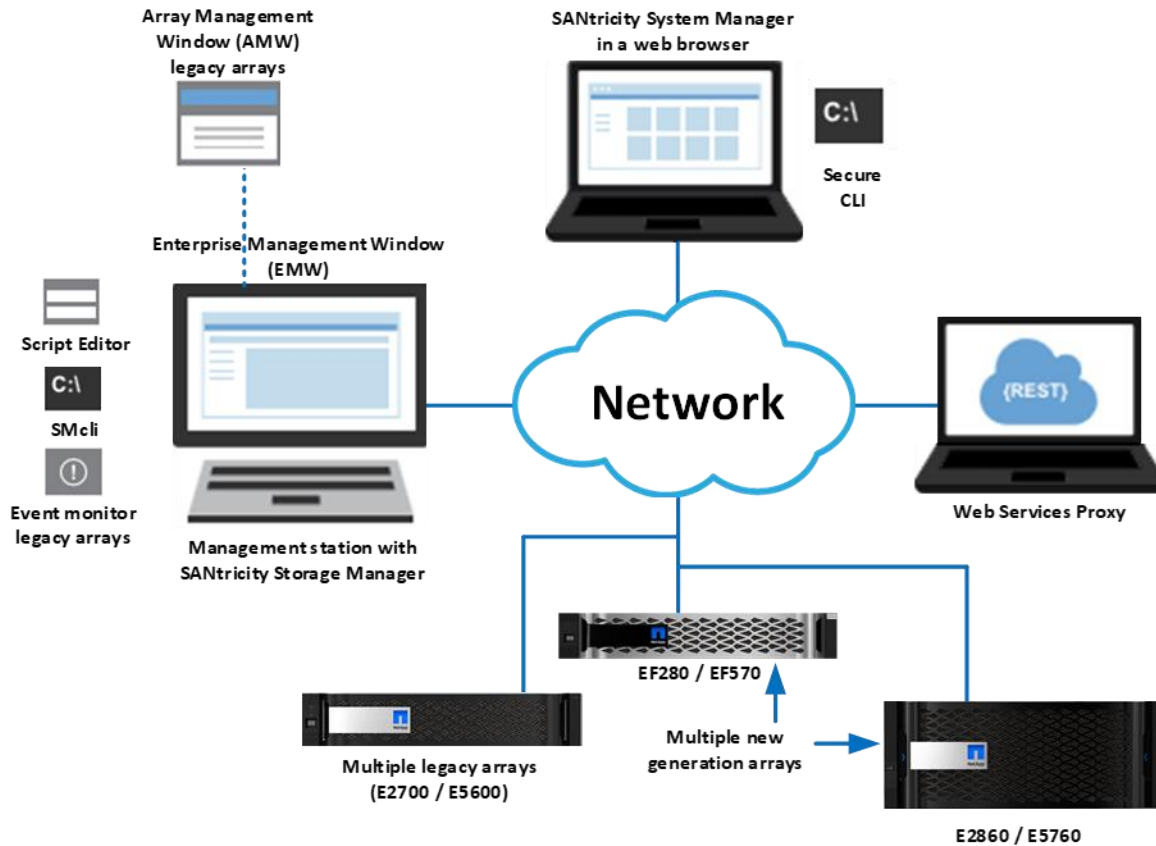 Array Management
Window (AMW)
legacy arrays
SANtricity System Manager
in a web browser
C:\
Secure
CLI
Enterprise Management Window
(EMW)
Script Editor
C:\
SMcli
Event monitor
legacy arrays
Management station with
SANtricity Storage Manager
Network
{REST}
Web Services Proxy
EF280 / EF570
Multiple legacy arrays
(E2700 / E5600)
Multiple new
generation arrays
E2860 / E5760